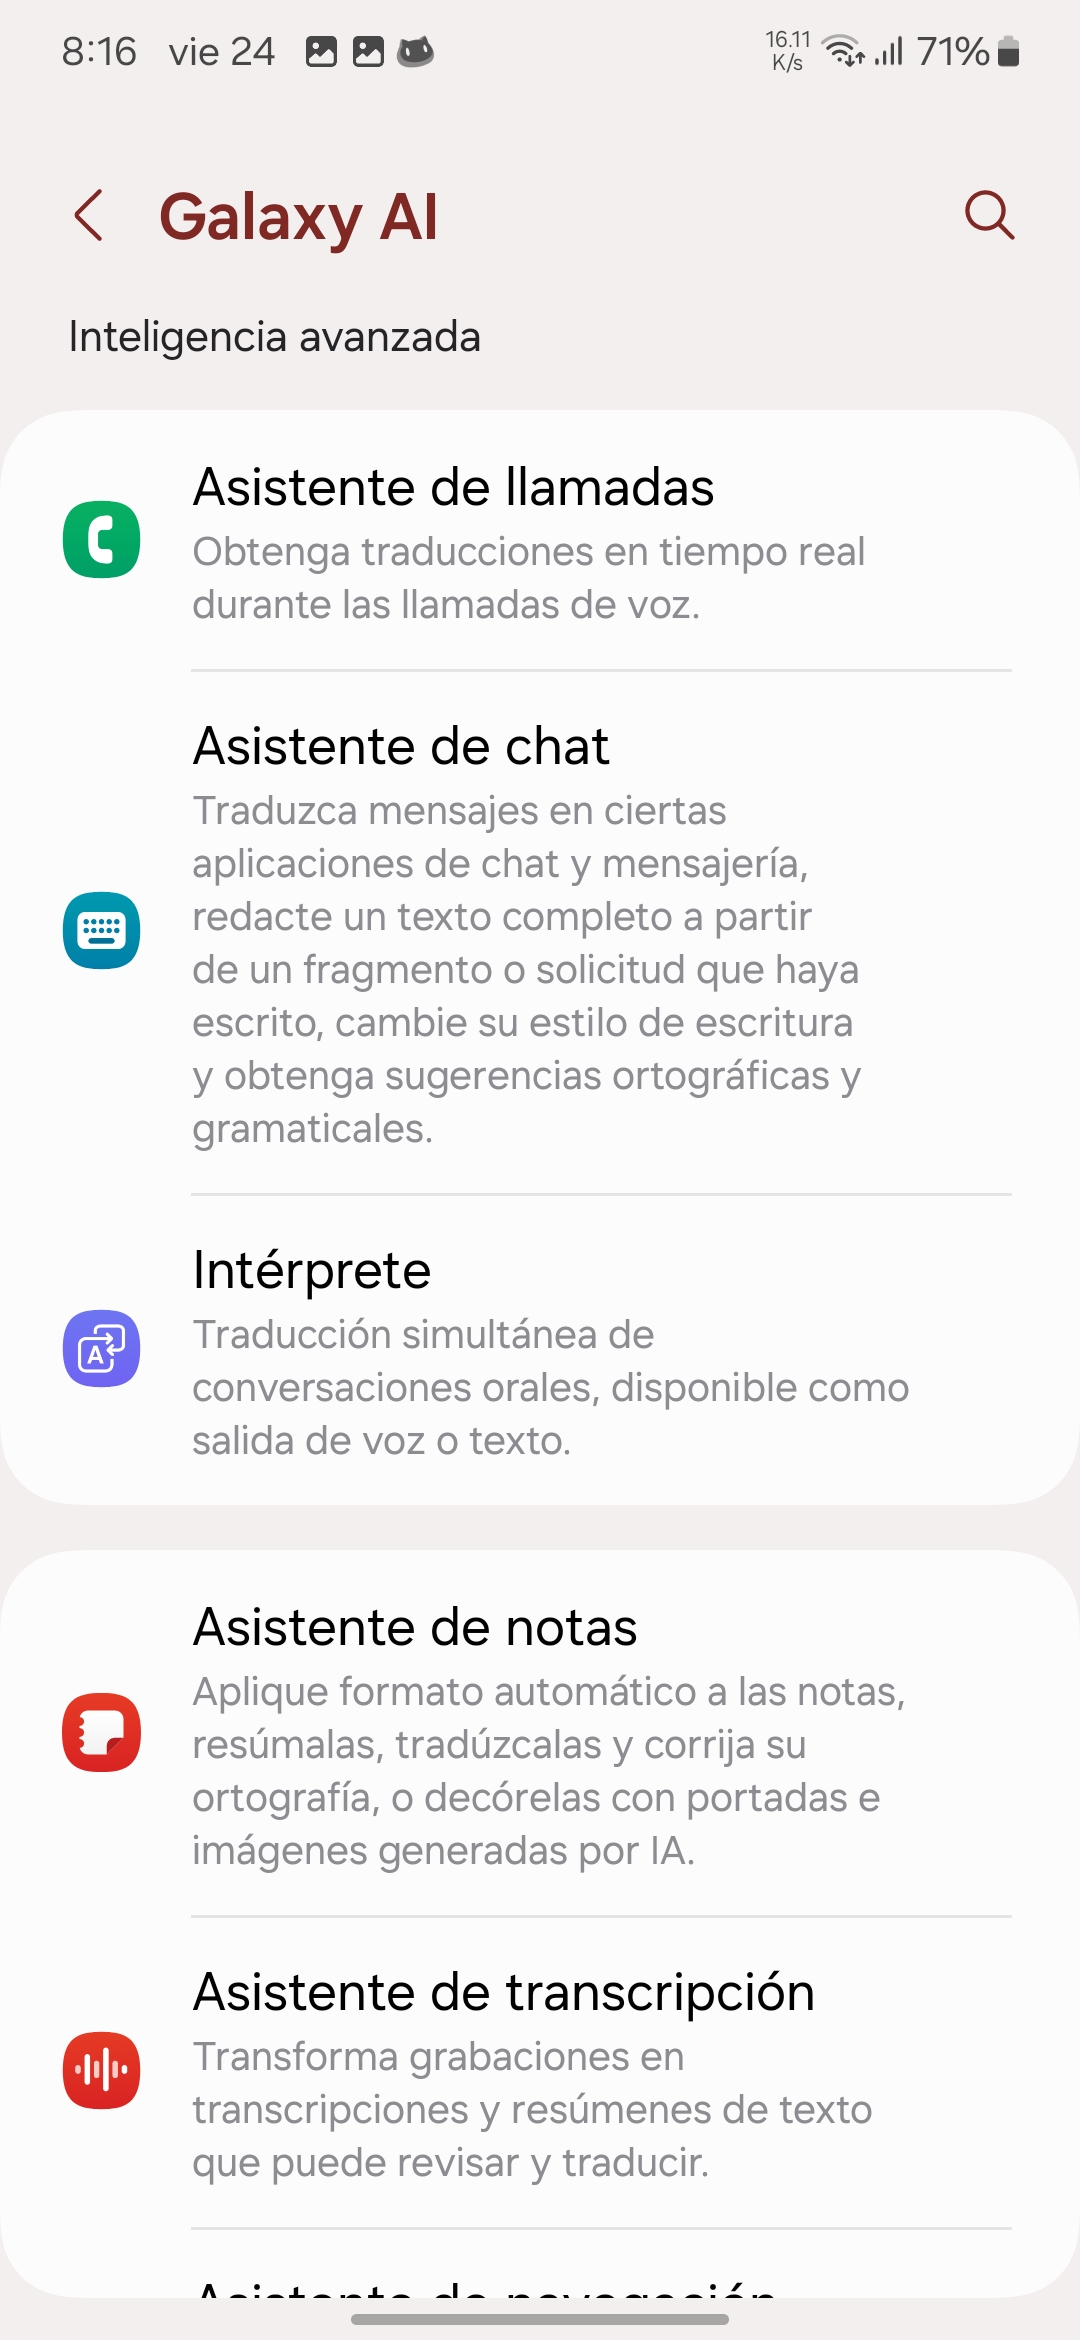 8:16 vie 24 16.11 K/s 71%
Galaxy AI
Inteligencia avanzada
Asistente de llamadas
Obtenga traducciones en tiempo real
durante las llamadas de voz.
Asistente de chat
Traduzca mensajes en ciertas
aplicaciones de chat y mensajería,
redacte un texto completo a partir
de un fragmento o solicitud que haya
escrito, cambie su estilo de escritura
y obtenga sugerencias ortográficas y
gramaticales.
Intérprete
Traducción simultánea de
conversaciones orales, disponible como
salida de voz o texto.
Asistente de notas
Aplique formato automático a las notas,
resúmalas, tradúzcalas y corrija su
ortografía, o decórelas con portadas e
imágenes generadas por IA.
Asistente de transcripción
Transforma grabaciones en
transcripciones y resúmenes de texto
que puede revisar y traducir.
Asistente de navegación